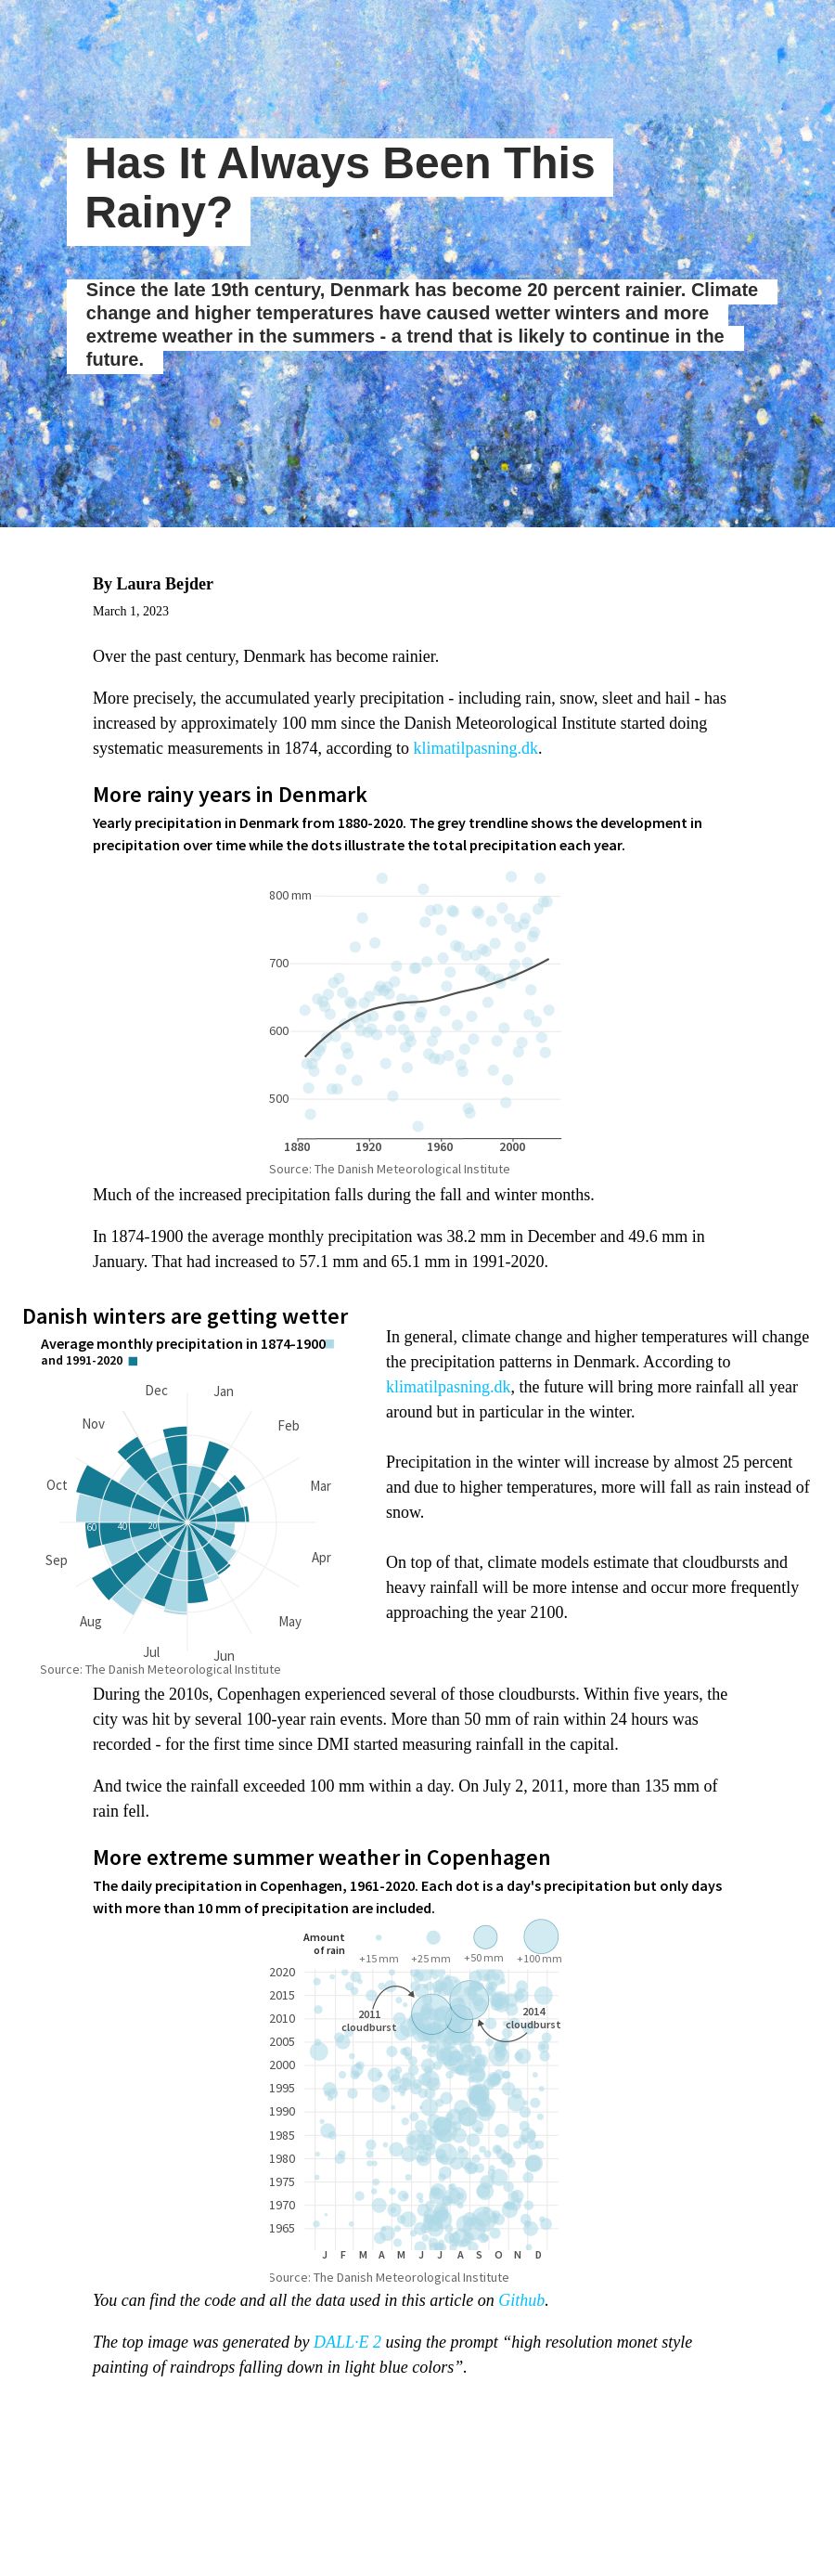 Has It Always Been This
Rainy?
Since the late 19th century, Denmark has become 20 percent rainier. Climate
change and higher temperatures have caused wetter winters and more
extreme weather in the summers - a trend that is likely to continue in the
future.
By Laura Bejder
March 1, 2023
Over the past century, Denmark has become rainier.
More precisely, the accumulated yearly precipitation - including rain, snow, sleet and hail - has
increased by approximately 100 mm since the Danish Meteorological Institute started doing
systematic measurements in 1874, according to klimatilpasning.dk.
More rainy years in Denmark
Yearly precipitation in Denmark from 1880-2020. The grey trendline shows the development in
precipitation over time while the dots illustrate the total precipitation each year.
800 mm
700
600
500
1880 1920 1960 2000
Source: The Danish Meteorological Institute
Much of the increased precipitation falls during the fall and winter months.
In 1874-1900 the average monthly precipitation was 38.2 mm in December and 49.6 mm in
January. That had increased to 57.1 mm and 65.1 mm in 1991-2020.
Danish winters are getting wetter
Average monthly precipitation in 1874-1900
and 1991-2020
Dec Jan
Nov Feb
Oct Mar
60 40 20
Sep Apr
Aug May
Jul Jun
Source: The Danish Meteorological Institute
In general, climate change and higher temperatures will change
the precipitation patterns in Denmark. According to
klimatilpasning.dk, the future will bring more rainfall all year
around but in particular in the winter.
Precipitation in the winter will increase by almost 25 percent
and due to higher temperatures, more will fall as rain instead of
snow.
On top of that, climate models estimate that cloudbursts and
heavy rainfall will be more intense and occur more frequently
approaching the year 2100.
During the 2010s, Copenhagen experienced several of those cloudbursts. Within five years, the
city was hit by several 100-year rain events. More than 50 mm of rain within 24 hours was
recorded - for the first time since DMI started measuring rainfall in the capital.
And twice the rainfall exceeded 100 mm within a day. On July 2, 2011, more than 135 mm of
rain fell.
More extreme summer weather in Copenhagen
The daily precipitation in Copenhagen, 1961-2020. Each dot is a day's precipitation but only days
with more than 10 mm of precipitation are included.
Amount
of rain
+15 mm +25 mm +50 mm +100 mm
2020
2015
2010
2005
2000
1995
1990
1985
1980
1975
1970
1965
2011
cloudburst
2014
cloudburst
J F M A M J J A S O N D
Source: The Danish Meteorological Institute
You can find the code and all the data used in this article on Github.
The top image was generated by DALL·E 2 using the prompt “high resolution monet style
painting of raindrops falling down in light blue colors”.